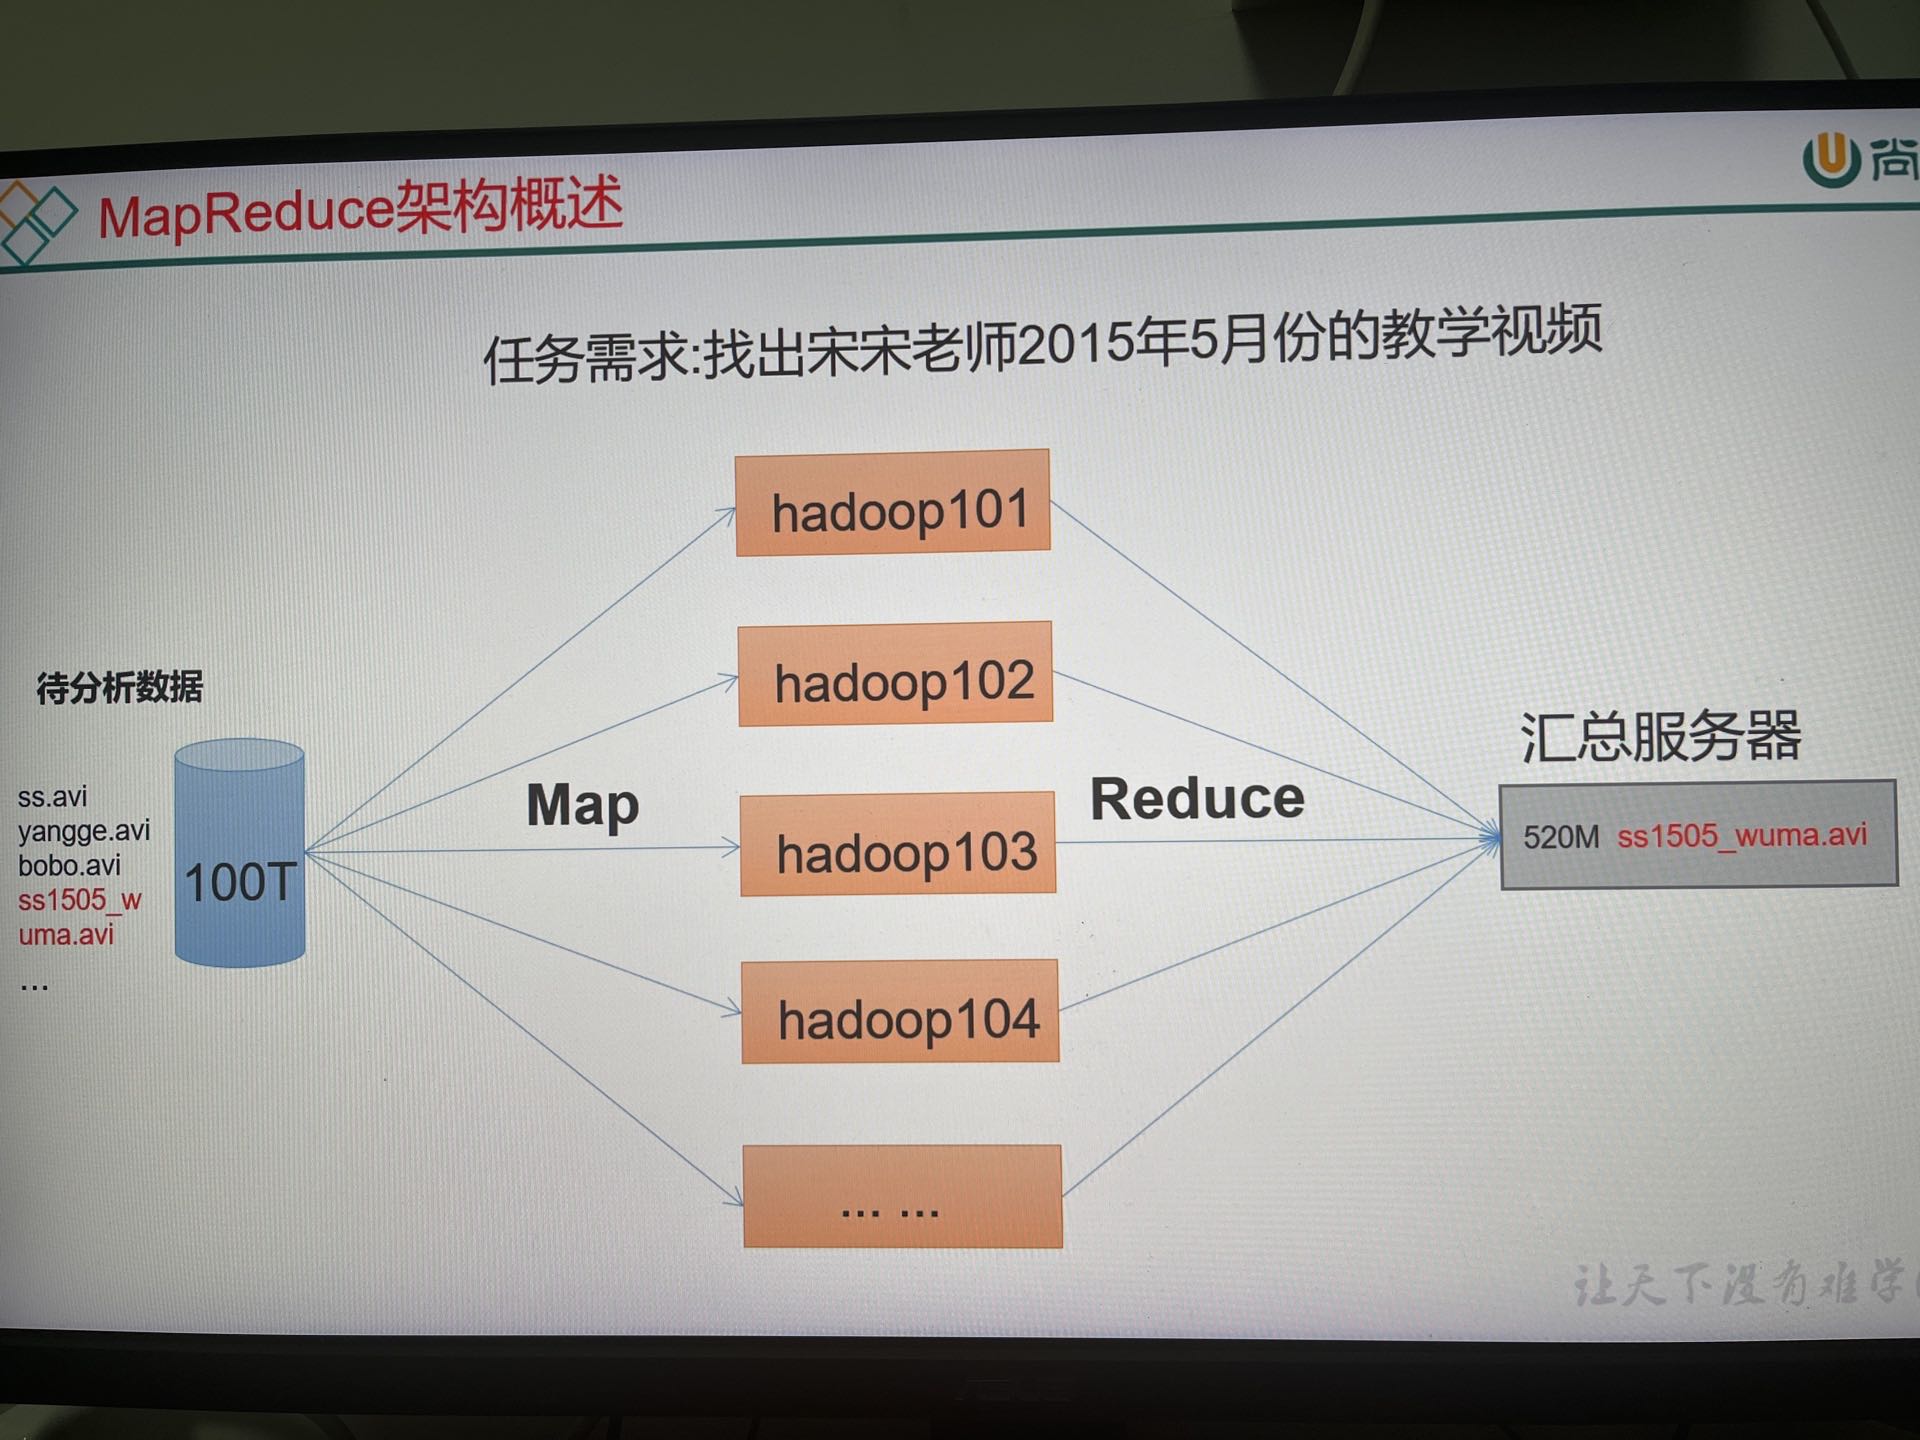 MapReduce架构概述
尚
任务需求:找出宋宋老师2015年5月份的教学视频
hadoop101
hadoop102
hadoop103
hadoop104
... ...
待分析数据
ss.avi
yangge.avi
bobo.avi
ss1505_w
uma.avi
...
100T
Map
Reduce
汇总服务器
520M ss1505_wuma.avi
让天下没有难学